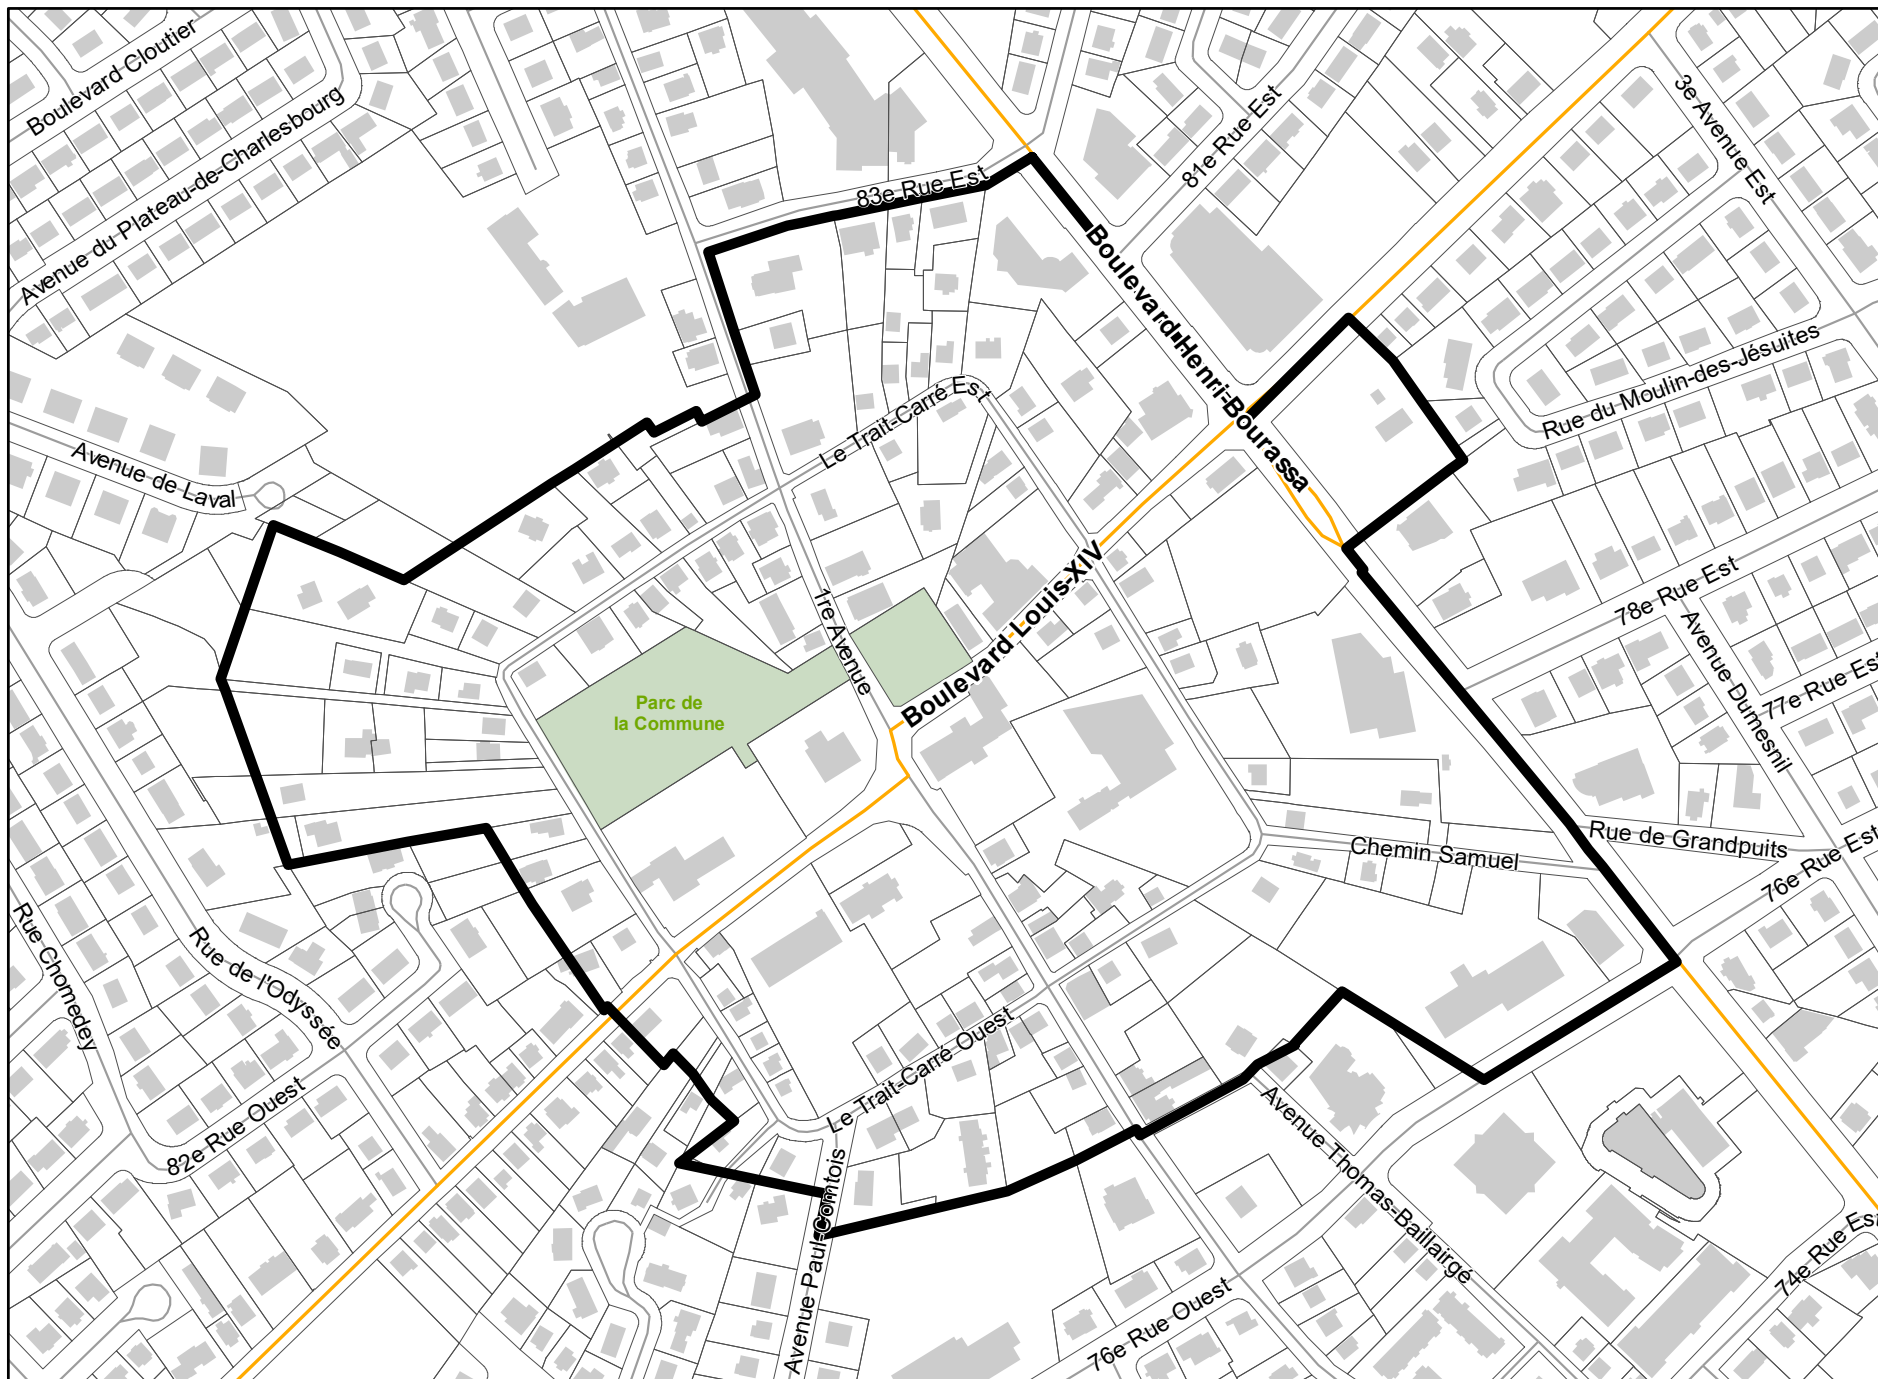 Boulevard Cloutier
Avenue du Plateau-de-Charlesbourg
83e Rue Est
81e Rue Est
3e Avenue Est
Boulevard Henri-Bourassa
Rue du Moulin-des-Jésuites
Le Trait-Carré Est
Avenue de Laval
Boulevard Louis-XIV
1re Avenue
78e Rue Est
Avenue Dumesnil
77e Rue Est
Parc de
la Commune
Rue de Grandpuits
Chemin Samuel
76e Rue Est
Rue Chomedey
Rue de l'Odyssée
82e Rue Ouest
Le Trait-Carré Ouest
Avenue Paul-Comtois
Avenue Thomas-Baillairgé
76e Rue Ouest
74e Rue Est